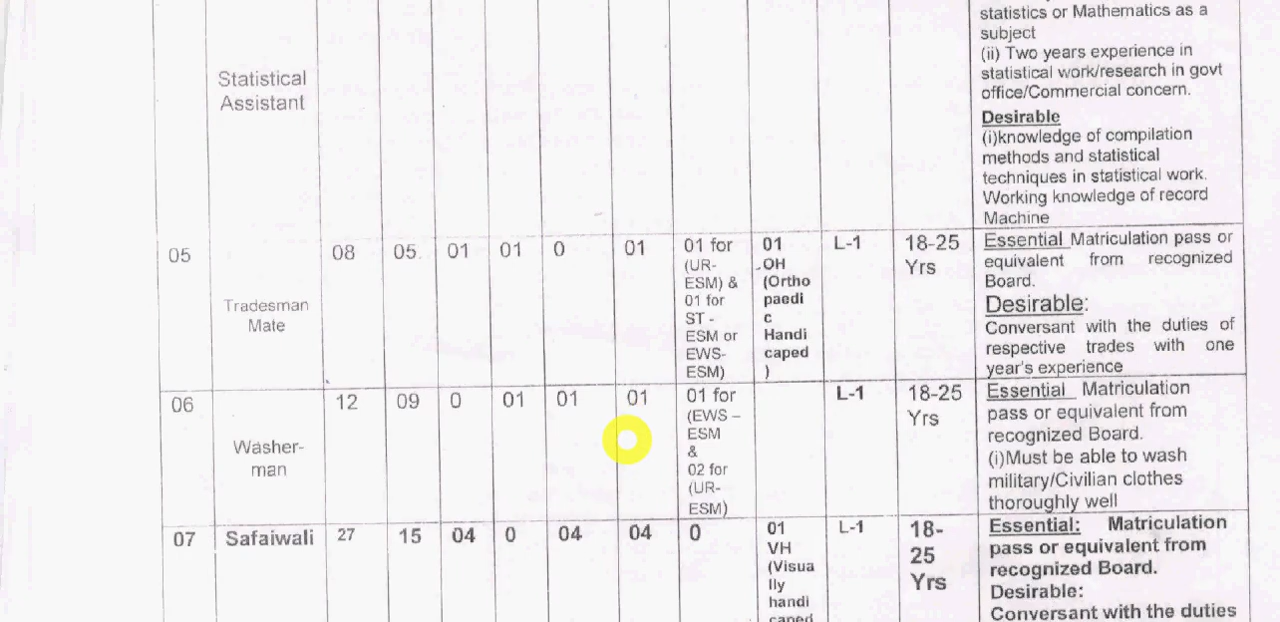 statistics or Mathematics as a
subject
(ii) Two years experience in
statistical work/research in govt
office/Commercial concern.
Desirable
(i)knowledge of compilation
methods and statistical
techniques in statistical work.
Working knowledge of record
Machine
Statistical
Assistant
05
Tradesman
Mate
08
05
01
01
0
01
01 for
(UR-
ESM) &
01 for
ST -
ESM or
EWS-
ESM)
01
OH
(Ortho
paedi
c
Handi
caped
)
L-1
18-25
Yrs
Essential Matriculation pass or
equivalent from recognized
Board.
Desirable:
Conversant with the duties of
respective trades with one
year's experience
06
Washer-
man
12
09
0
01
01
01
01 for
(EWS –
ESM
&
02 for
(UR-
ESM)
L-1
18-25
Yrs
Essential Matriculation
pass or equivalent from
recognized Board.
(i)Must be able to wash
military/Civilian clothes
thoroughly well
07
Safaiwali
27
15
04
0
04
04
0
01
VH
(Visua
lly
handi
caped
L-1
18-
25
Yrs
Essential: Matriculation
pass or equivalent from
recognized Board.
Desirable:
Conversant with the duties